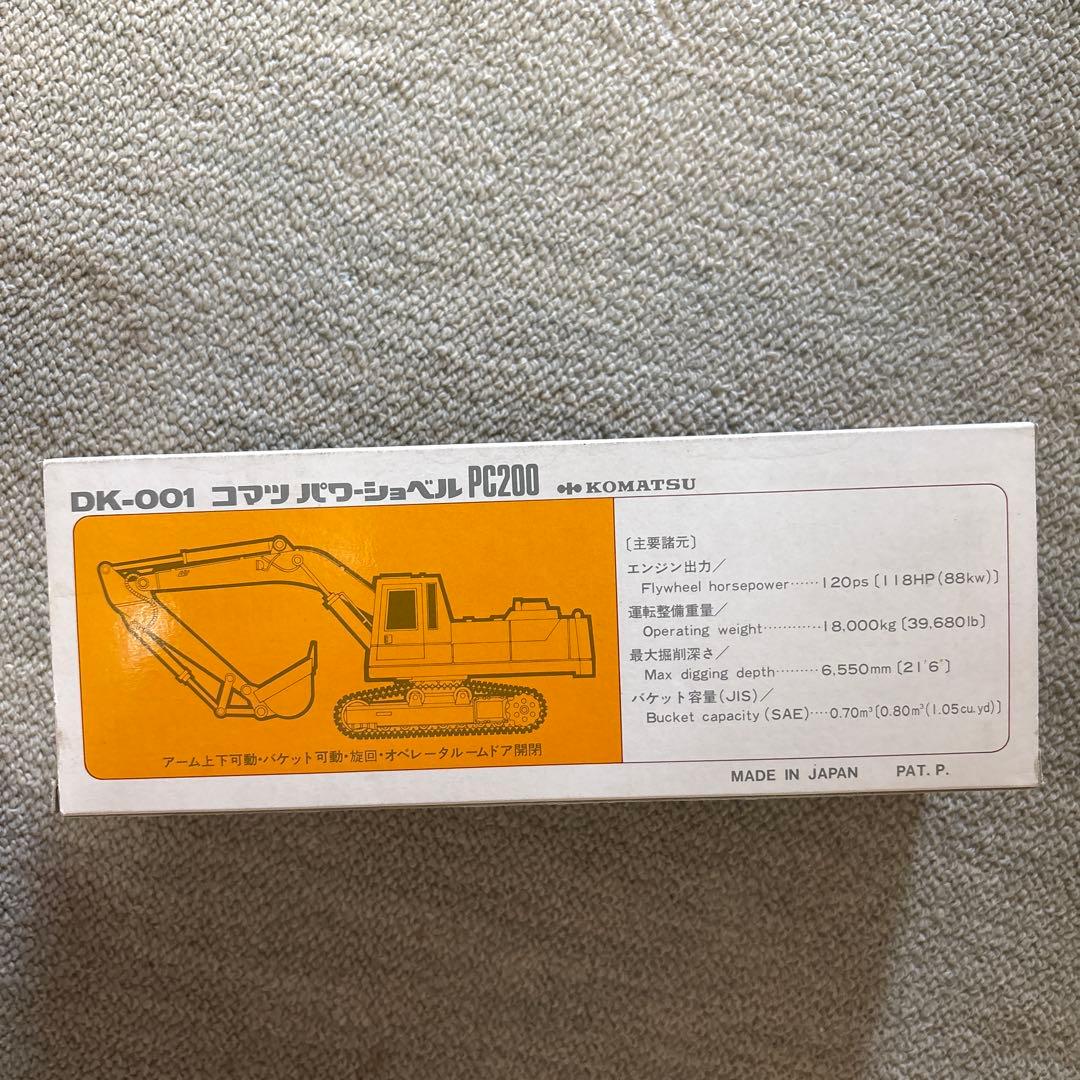 DK-001 コマツ パワーショベル PC200 KOMATSU
〔主要諸元〕
エンジン出力／
Flywheel horsepower……120ps〔118HP(88kw)〕
運転整備重量／
Operating weight…………18,000kg〔39,680lb〕
最大掘削深さ／
Max digging depth………6,550mm〔21'6"〕
バケット容量(JIS)／
Bucket capacity (SAE)‥‥0.70m³〔0.80m³(1.05cu.yd)〕
アーム上下可動・バケット可動・旋回・オペレータルームドア開閉
MADE IN JAPAN PAT. P.